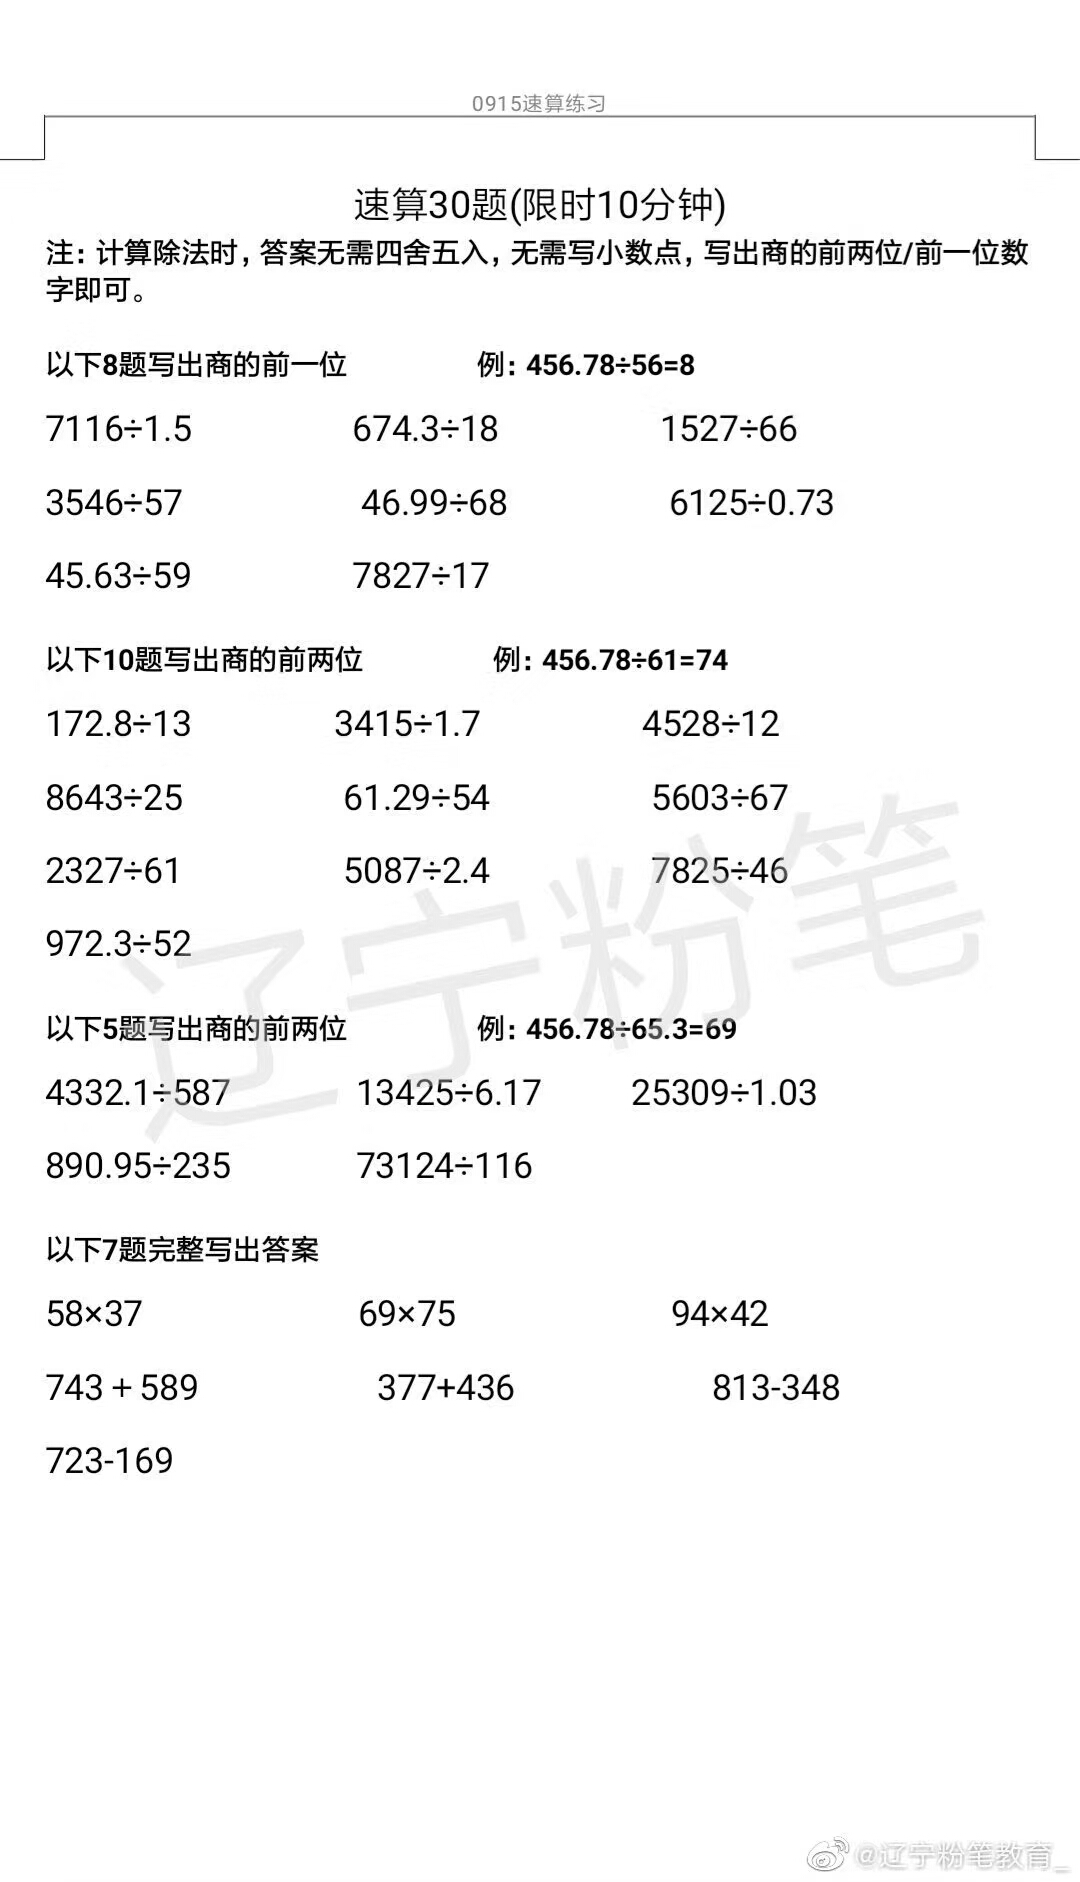 0915速算练习
速算30题(限时10分钟)
注：计算除法时，答案无需四舍五入，无需写小数点，写出商的前两位/前一位数
字即可。
以下8题写出商的前一位 例：456.78÷56=8
7116÷1.5 674.3÷18 1527÷66
3546÷57 46.99÷68 6125÷0.73
45.63÷59 7827÷17
以下10题写出商的前两位 例：456.78÷61=74
172.8÷13 3415÷1.7 4528÷12
8643÷25 61.29÷54 5603÷67
2327÷61 5087÷2.4 7825÷46
972.3÷52
辽宁粉笔
以下5题写出商的前两位 例：456.78÷65.3=69
4332.1÷587 13425÷6.17 25309÷1.03
890.95÷235 73124÷116
以下7题完整写出答案
58×37 69×75 94×42
743＋589 377+436 813-348
723-169
@辽宁粉笔教育_